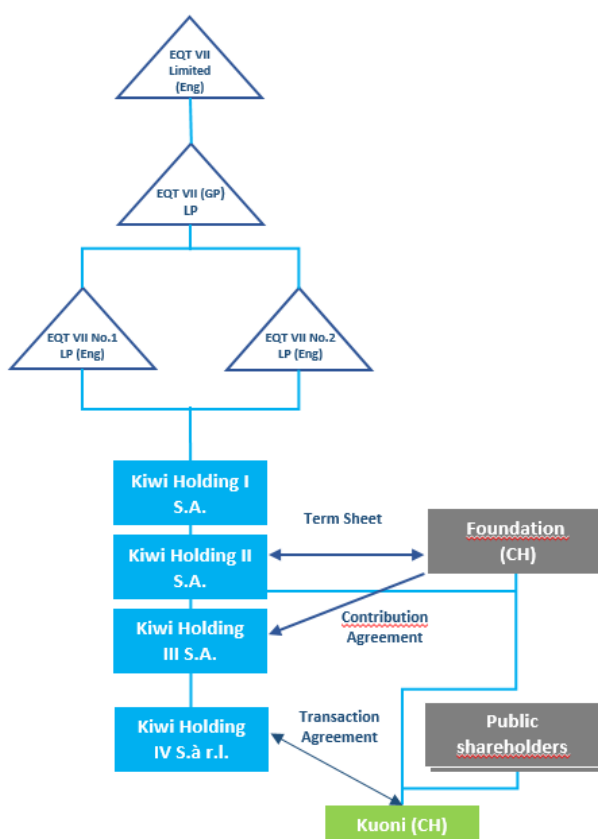 EQT VII
Limited
(Eng)
EQT VII (GP)
LP
EQT VII No.1
LP (Eng)
EQT VII No.2
LP (Eng)
Kiwi Holding I
S.A.
Term Sheet
Foundation
(CH)
Kiwi Holding II
S.A.
Contribution
Agreement
Kiwi Holding
III S.A.
Transaction
Agreement
Kiwi Holding
IV S.à r.l.
Public
shareholders
Kuoni (CH)